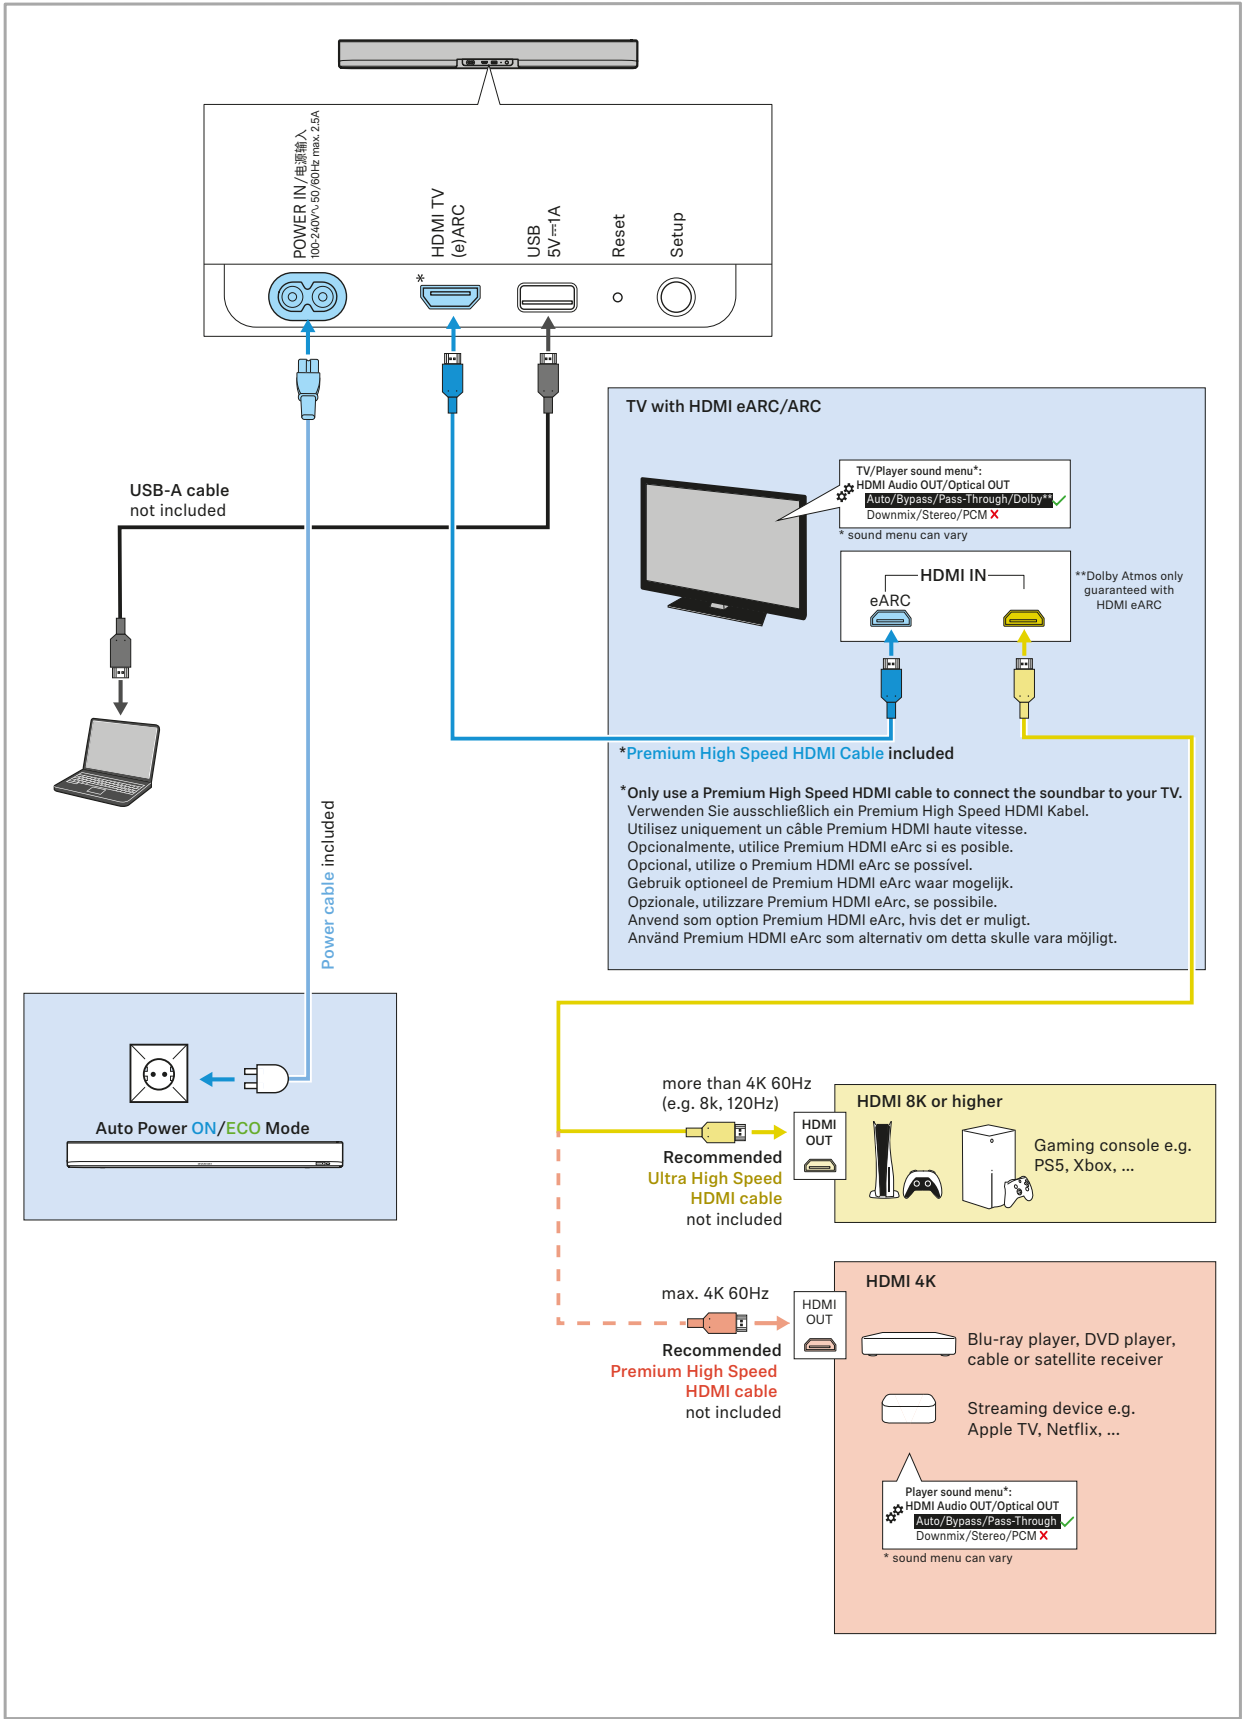 POWER IN/电源输入
100-240V∿ 50/60Hz max. 2.5A
HDMI TV
(e)ARC
USB
5V⎓1A
Reset
Setup
*
USB-A cable
not included
Power cable included
TV with HDMI eARC/ARC
TV/Player sound menu*:
HDMI Audio OUT/Optical OUT
Auto/Bypass/Pass-Through/Dolby**
Downmix/Stereo/PCM
* sound menu can vary
HDMI IN
eARC
**Dolby Atmos only
guaranteed with
HDMI eARC
*Premium High Speed HDMI Cable included
*Only use a Premium High Speed HDMI cable to connect the soundbar to your TV.
Verwenden Sie ausschließlich ein Premium High Speed HDMI Kabel.
Utilisez uniquement un câble Premium HDMI haute vitesse.
Opcionalmente, utilice Premium HDMI eArc si es posible.
Opcional, utilize o Premium HDMI eArc se possível.
Gebruik optioneel de Premium HDMI eArc waar mogelijk.
Opzionale, utilizzare Premium HDMI eArc, se possibile.
Anvend som option Premium HDMI eArc, hvis det er muligt.
Använd Premium HDMI eArc som alternativ om detta skulle vara möjligt.
Auto Power ON/ECO Mode
more than 4K 60Hz
(e.g. 8k, 120Hz)
Recommended
Ultra High Speed
HDMI cable
not included
HDMI
OUT
HDMI 8K or higher
Gaming console e.g.
PS5, Xbox, ...
max. 4K 60Hz
Recommended
Premium High Speed
HDMI cable
not included
HDMI
OUT
HDMI 4K
Blu-ray player, DVD player,
cable or satellite receiver
Streaming device e.g.
Apple TV, Netflix, ...
Player sound menu*:
HDMI Audio OUT/Optical OUT
Auto/Bypass/Pass-Through
Downmix/Stereo/PCM
* sound menu can vary